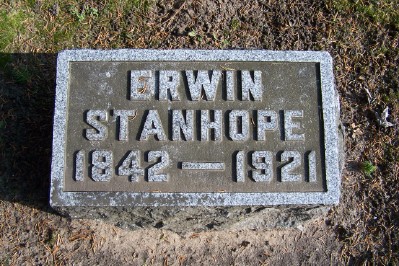 ERWIN
STANHOPE
1842 — 1921